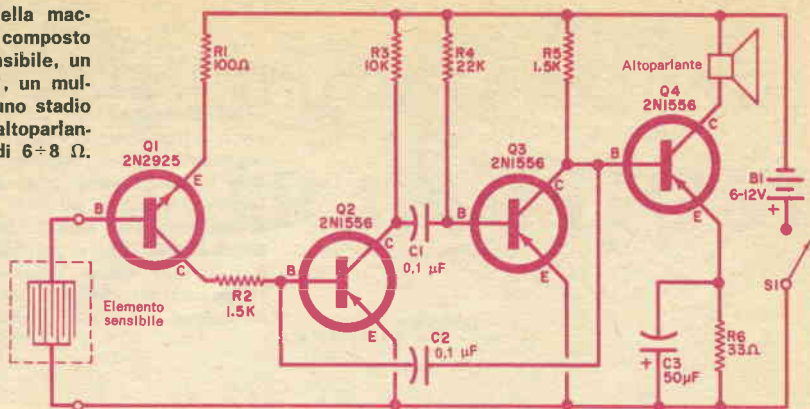 ella mac-
composto
sibile, un
, un mul-
uno stadio
altoparlan-
di 6÷8 Ω.
R1
100Ω
R3
10K
R4
22K
R5
1.5K
Altoparlante
Q1
2N2925
E
B
C
Q2
2N1556
B
C
E
R2
1.5K
C1
0,1 µF
C2
0,1 µF
Q3
2N1556
B
C
E
Q4
2N1556
B
C
E
B1
6-12V
+
S1
R6
33Ω
C3
50µF
+
Elemento
sensibile